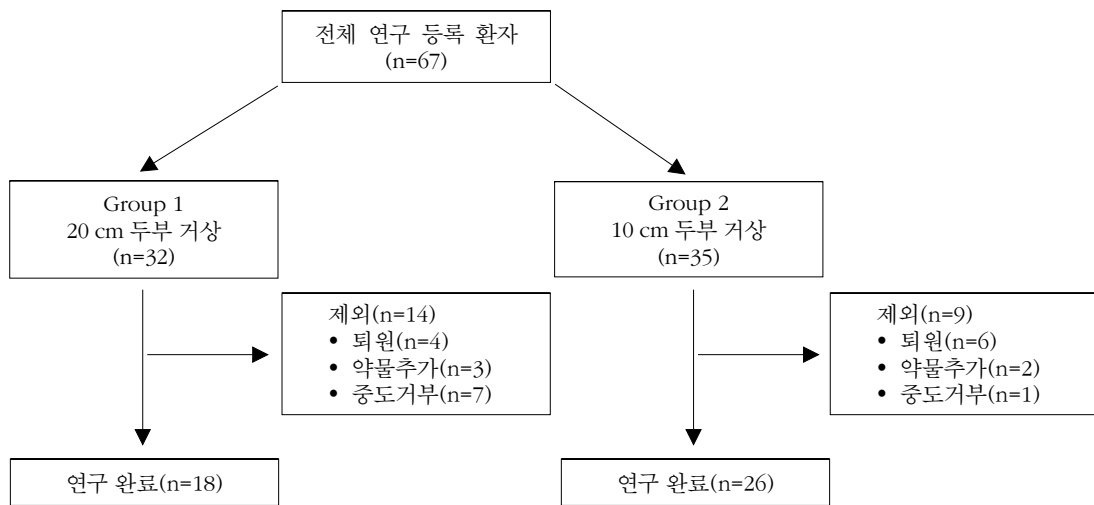 전체 연구 등록 환자
(n=67)
Group 1
20 cm 두부 거상
(n=32)
Group 2
10 cm 두부 거상
(n=35)
제외(n=14)
• 퇴원(n=4)
• 약물추가(n=3)
• 중도거부(n=7)
제외(n=9)
• 퇴원(n=6)
• 약물추가(n=2)
• 중도거부(n=1)
연구 완료(n=18)
연구 완료(n=26)